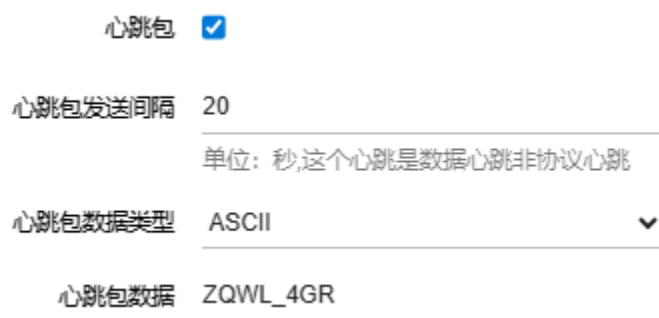 心跳包
心跳包发送间隔 20
单位：秒,这个心跳是数据心跳非协议心跳
心跳包数据类型 ASCII
心跳包数据 ZQWL_4GR